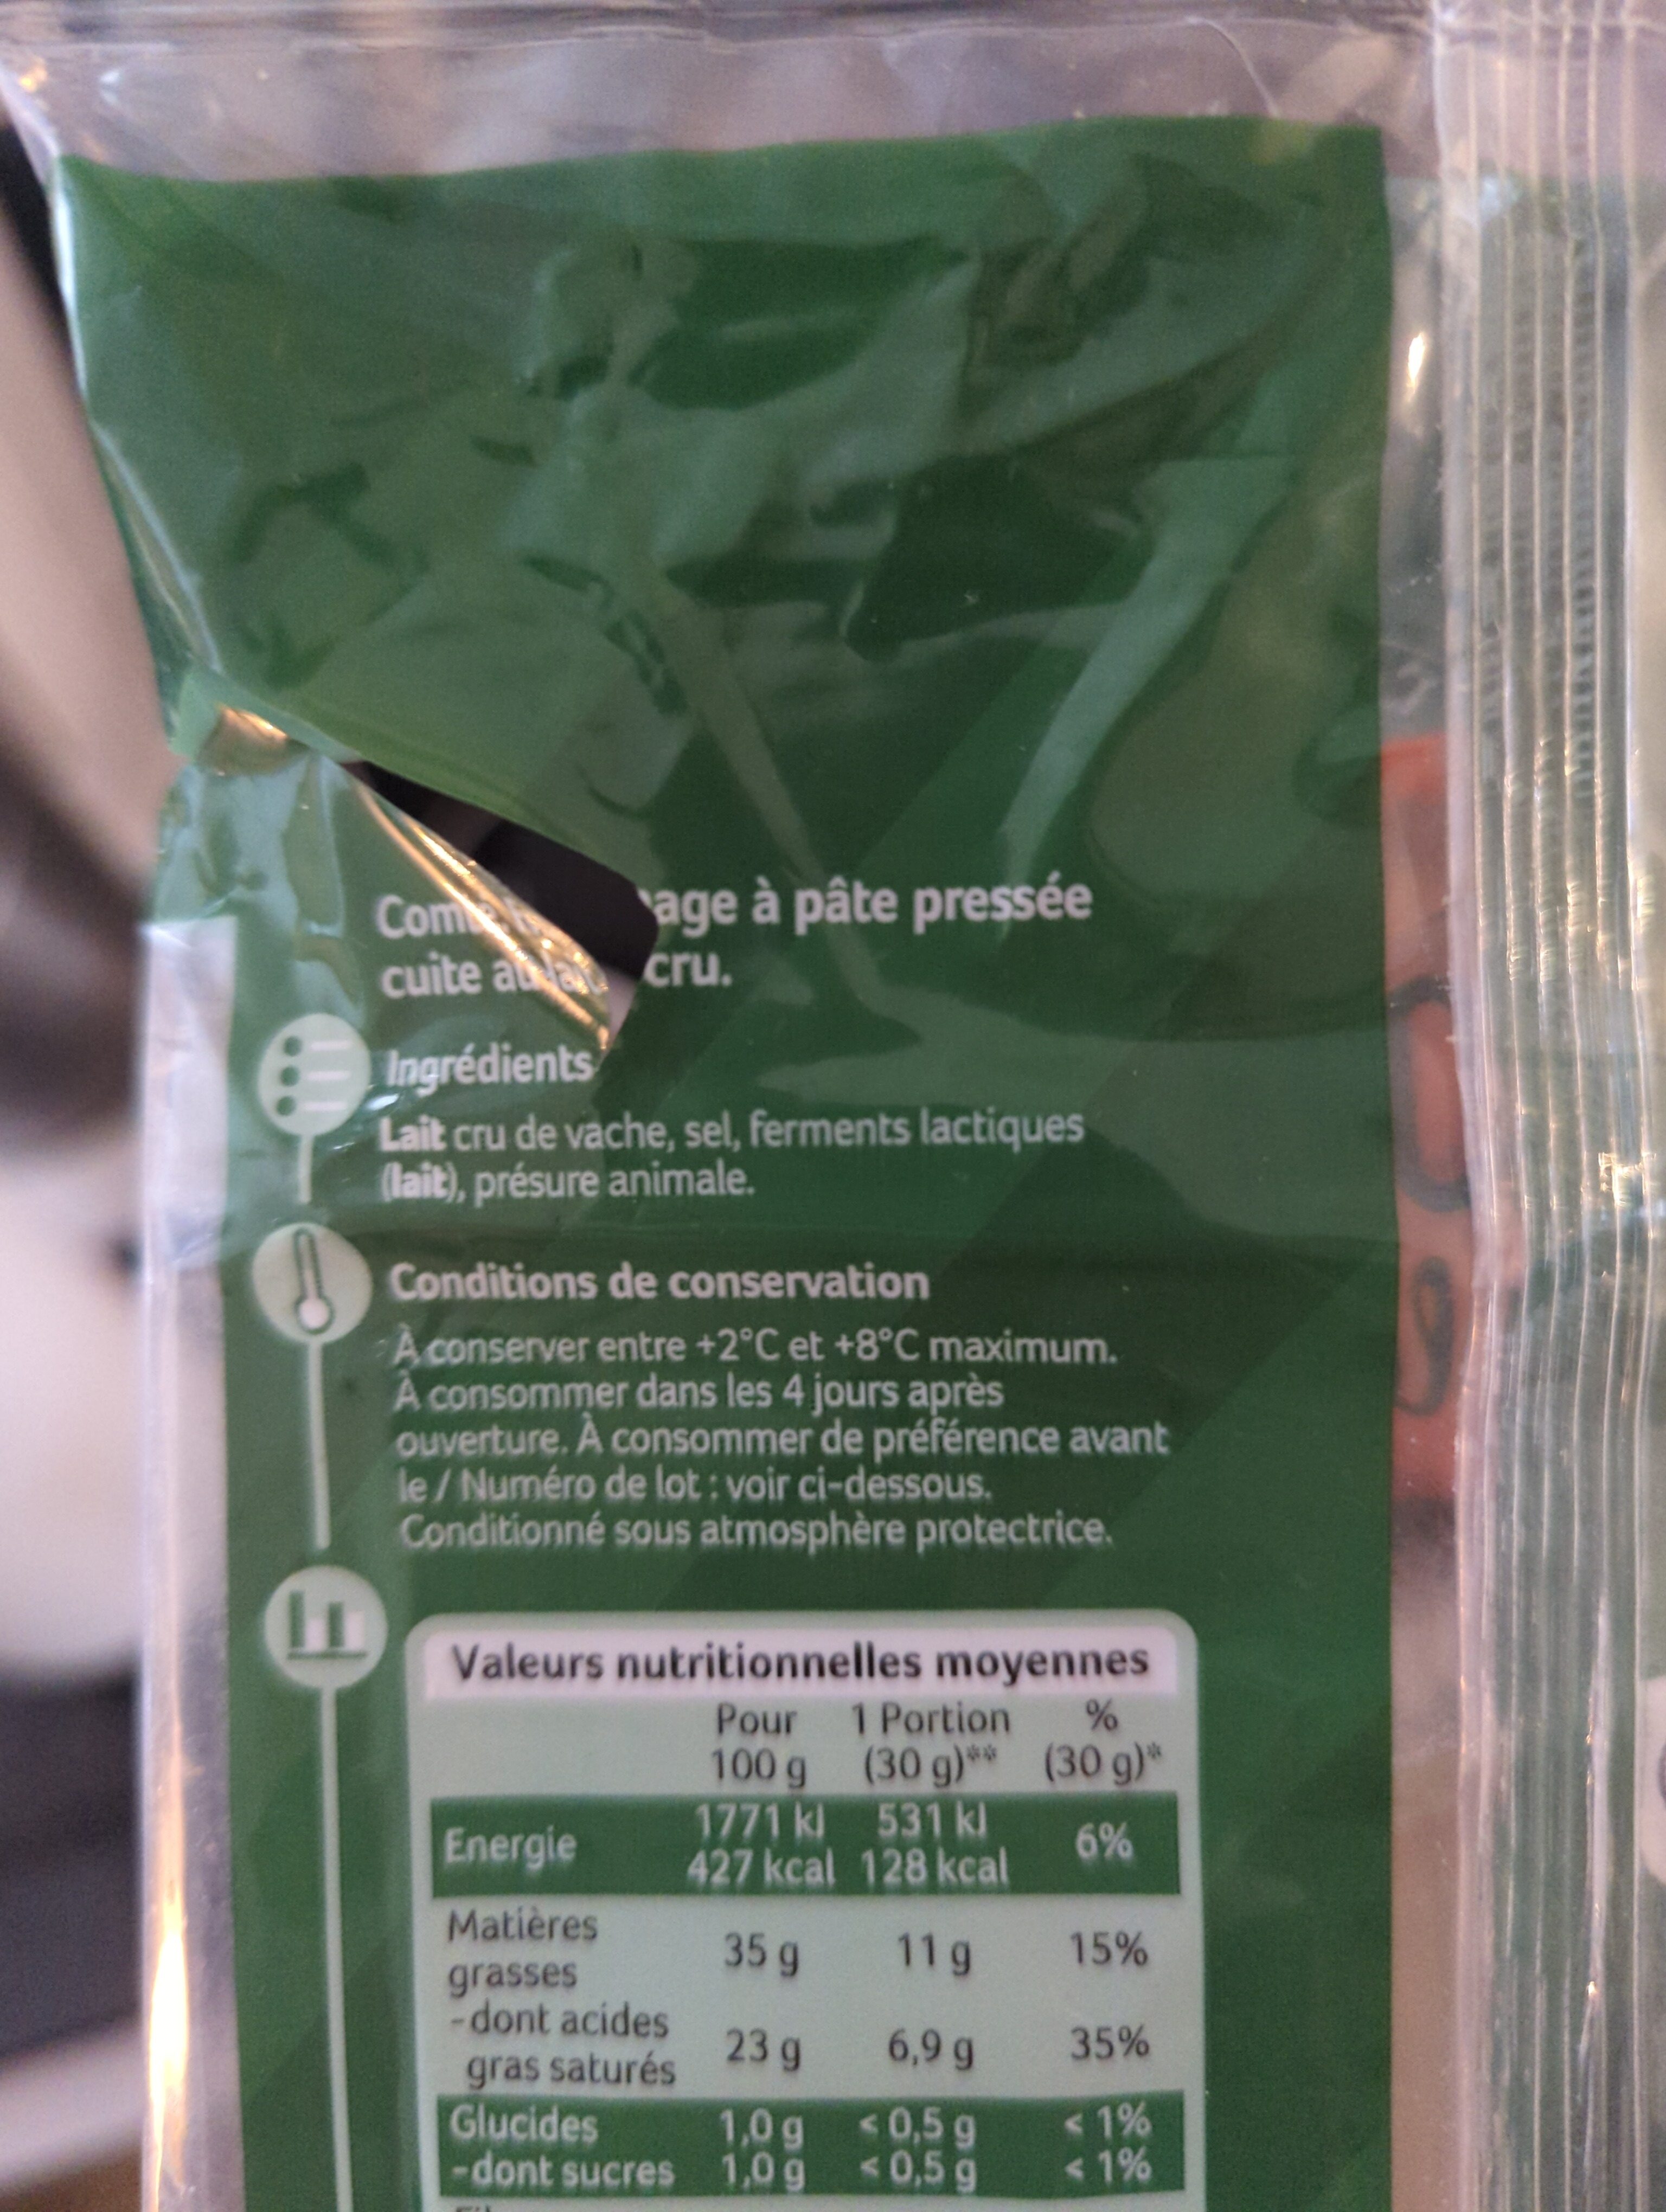 Com age à pâte pressée
cuite au cru.
Ingrédients
Lait cru de vache, sel, ferments lactiques
(lait), présure animale.
Conditions de conservation
À conserver entre +2°C et +8°C maximum.
À consommer dans les 4 jours après
ouverture. À consommer de préférence avant
le / Numéro de lot : voir ci-dessous.
Conditionné sous atmosphère protectrice.
Valeurs nutritionnelles moyennes
Pour 1 Portion %
100 g (30 g)** (30 g)*
Energie 1771 kJ 531 kJ 6%
427 kcal 128 kcal
Matières
grasses 35 g 11 g 15%
-dont acides
gras saturés 23 g 6,9 g 35%
Glucides 1,0 g < 0,5 g < 1%
-dont sucres 1,0 g < 0,5 g < 1%